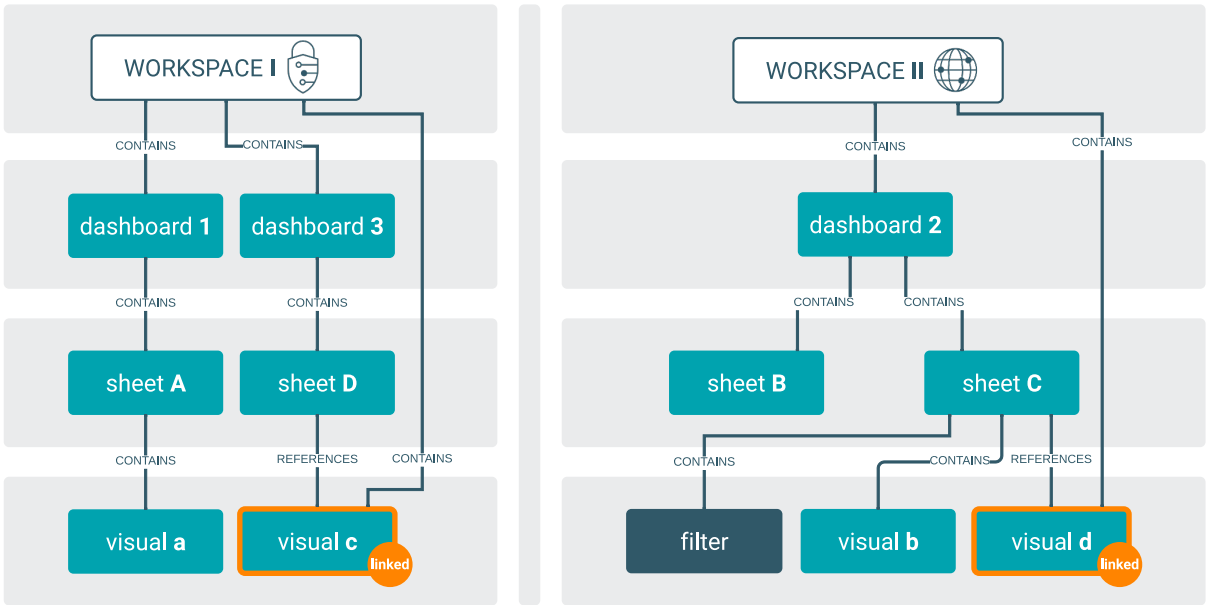 WORKSPACE I
CONTAINS
CONTAINS
dashboard 1
dashboard 3
CONTAINS
CONTAINS
sheet A
sheet D
CONTAINS
REFERENCES
CONTAINS
visual a
visual c
linked
WORKSPACE II
CONTAINS
CONTAINS
dashboard 2
CONTAINS
CONTAINS
sheet B
sheet C
CONTAINS
CONTAINS
REFERENCES
filter
visual b
visual d
linked